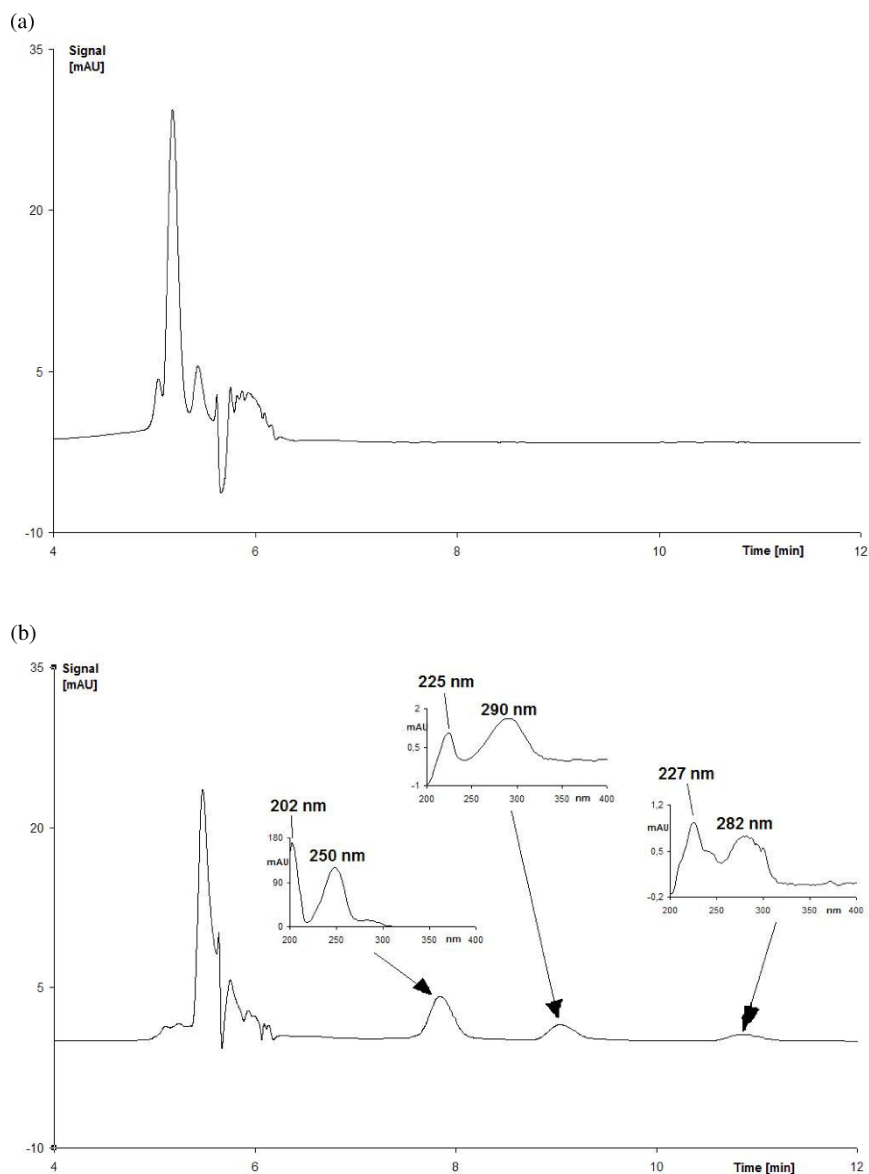 (a)
35
Signal
[mAU]
20
5
-10
4
6
8
10
12
Time [min]
(b)
35
Signal
[mAU]
20
5
-10
4
6
8
10
12
Time [min]
202 nm
250 nm
180
mAU
90
0
200 250 300 350 nm 400
225 nm
290 nm
2
mAU
0,5
-1
200 250 300 350 nm 400
227 nm
282 nm
1,2
mAU
0,5
-0,2
200 250 300 nm 350 400